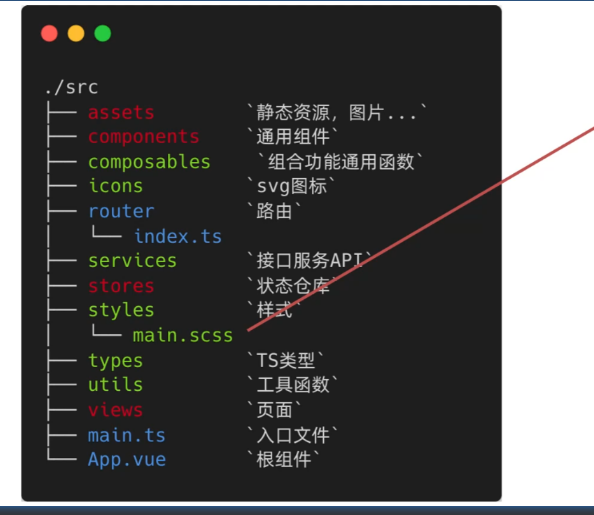 ./src
├── assets `静态资源，图片...`
├── components `通用组件`
├── composables `组合功能通用函数`
├── icons `svg图标`
├── router `路由`
│   └── index.ts
├── services `接口服务API`
├── stores `状态仓库`
├── styles `样式`
│   └── main.scss
├── types `TS类型`
├── utils `工具函数`
├── views `页面`
├── main.ts `入口文件`
└── App.vue `根组件`